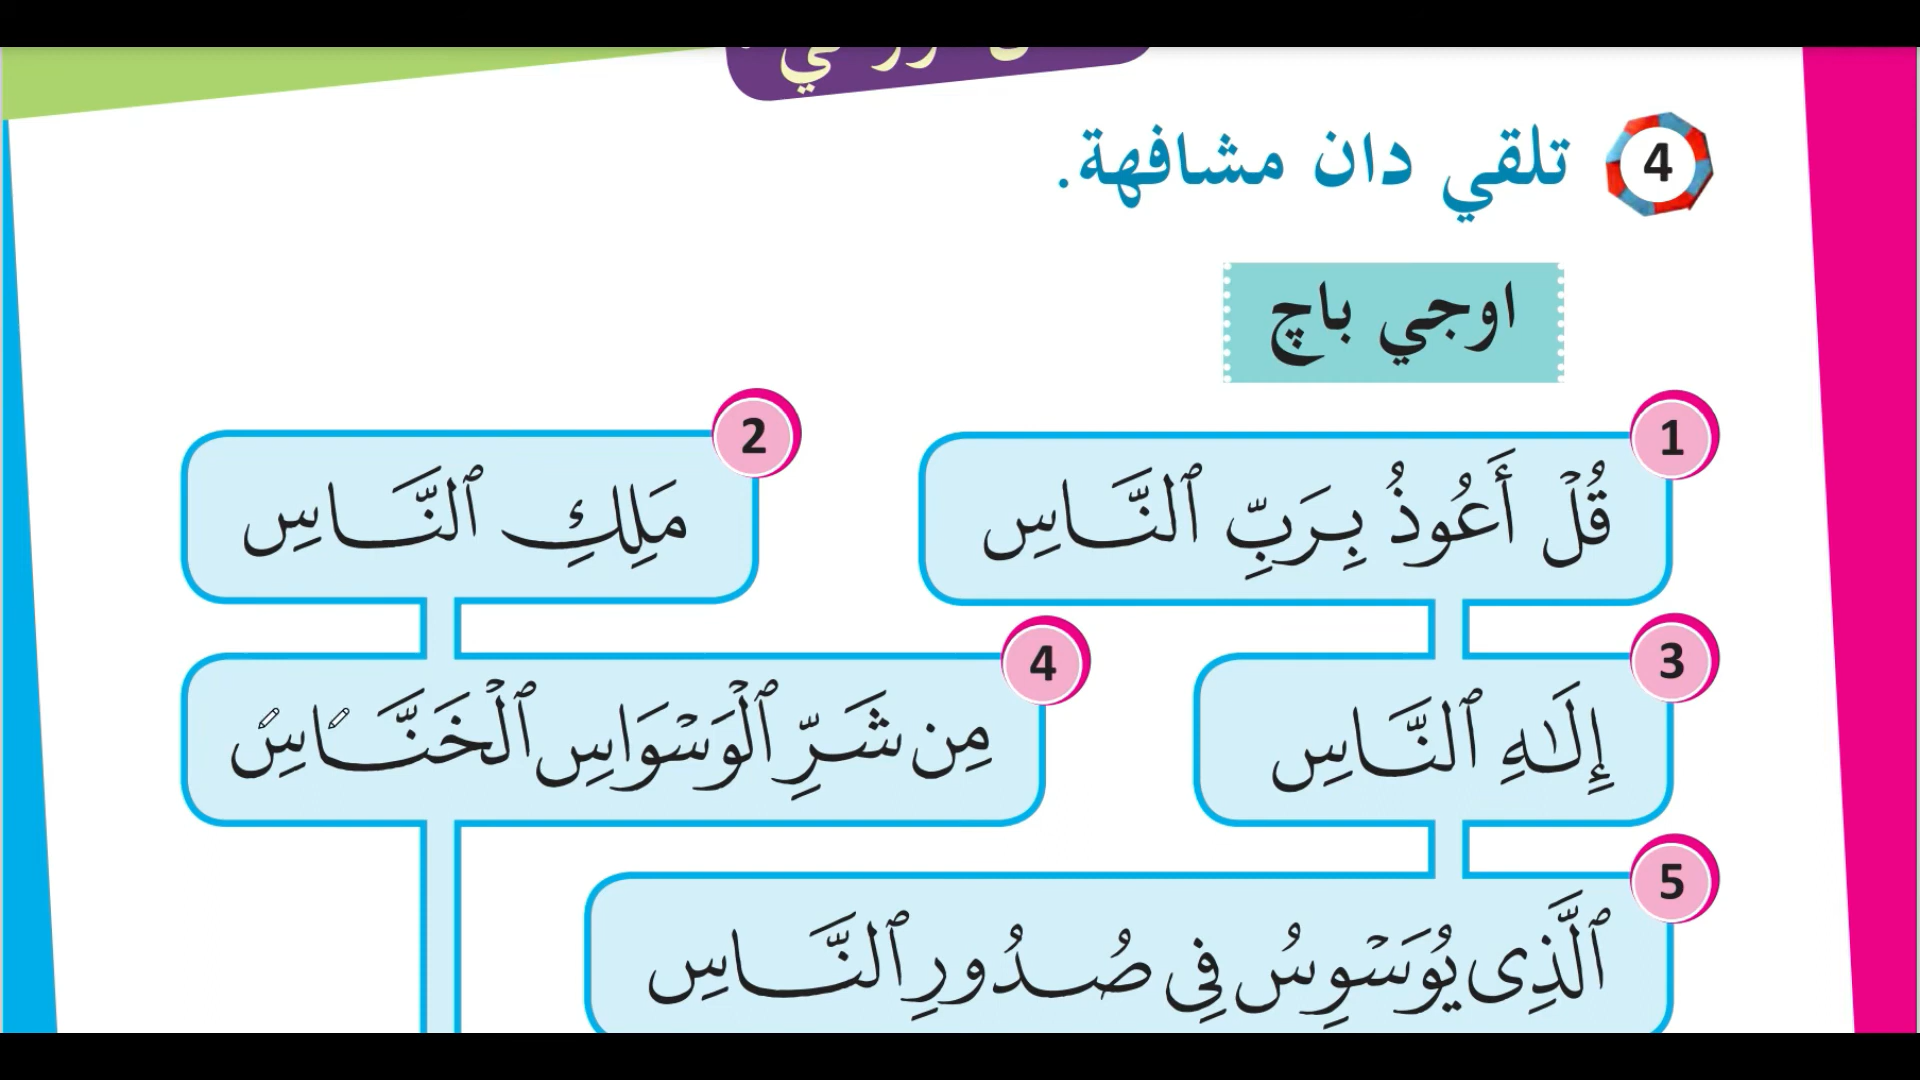 4 تلقي دان مشافهة.
اوجي باچ
1 قُلْ أَعُوذُ بِرَبِّ ٱلنَّاسِ
2 مَلِكِ ٱلنَّاسِ
3 إِلَـٰهِ ٱلنَّاسِ
4 مِن شَرِّ ٱلْوَسْوَاسِ ٱلْخَنَّاسِ
5 ٱلَّذِى يُوَسْوِسُ فِى صُدُورِ ٱلنَّاسِ